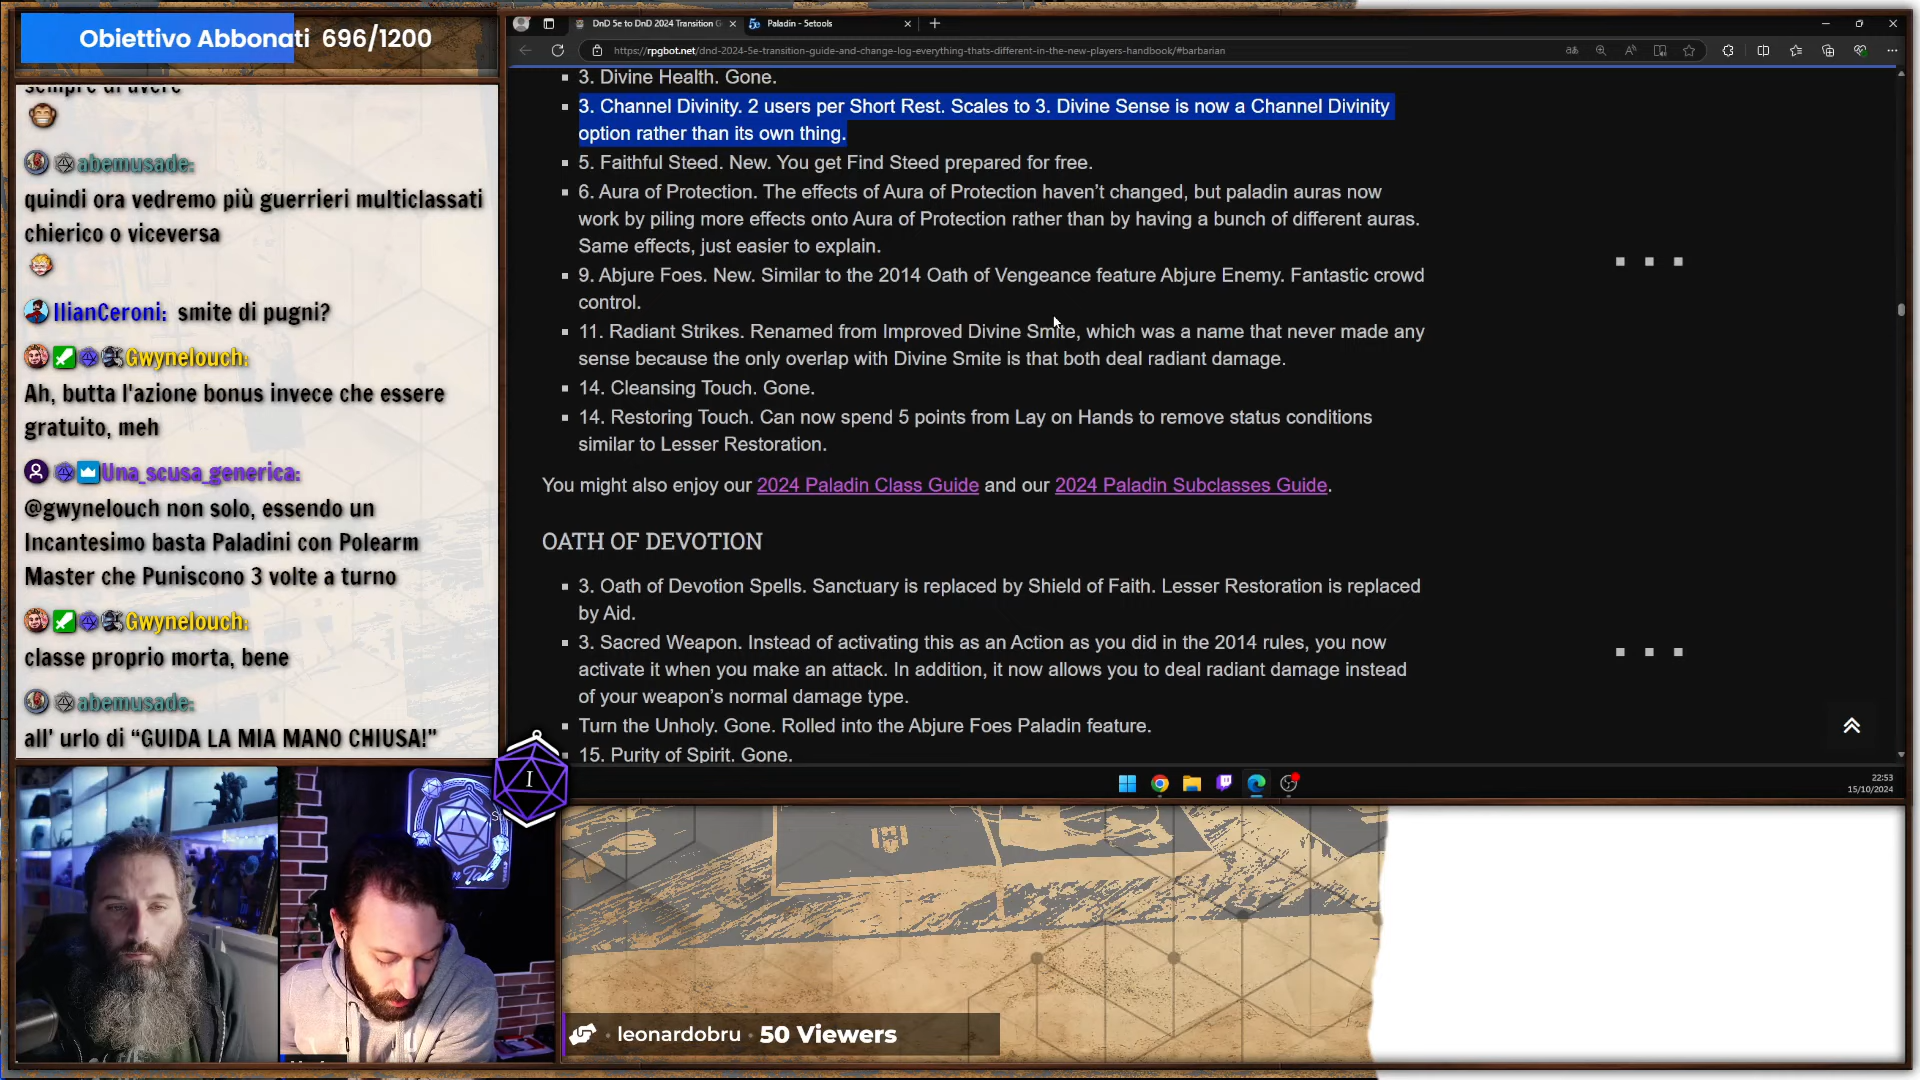 Obiettivo Abbonati 696/1200
sempre di avere
abemusade:
quindi ora vedremo più guerrieri multiclassati
chierico o viceversa
IlianCeroni: smite di pugni?
Gwynelouch:
Ah, butta l'azione bonus invece che essere
gratuito, meh
Una_scusa_generica:
@gwynelouch non solo, essendo un
Incantesimo basta Paladini con Polearm
Master che Puniscono 3 volte a turno
Gwynelouch:
classe proprio morta, bene
abemusade:
all' urlo di “GUIDA LA MIA MANO CHIUSA!”
DnD 5e to DnD 2024 Transition G
Paladin - 5etools
https://rpgbot.net/dnd-2024-5e-transition-guide-and-change-log-everything-thats-different-in-the-new-players-handbook/#barbarian
3. Divine Health. Gone.
3. Channel Divinity. 2 users per Short Rest. Scales to 3. Divine Sense is now a Channel Divinity
option rather than its own thing.
5. Faithful Steed. New. You get Find Steed prepared for free.
6. Aura of Protection. The effects of Aura of Protection haven’t changed, but paladin auras now
work by piling more effects onto Aura of Protection rather than by having a bunch of different auras.
Same effects, just easier to explain.
9. Abjure Foes. New. Similar to the 2014 Oath of Vengeance feature Abjure Enemy. Fantastic crowd
control.
11. Radiant Strikes. Renamed from Improved Divine Smite, which was a name that never made any
sense because the only overlap with Divine Smite is that both deal radiant damage.
14. Cleansing Touch. Gone.
14. Restoring Touch. Can now spend 5 points from Lay on Hands to remove status conditions
similar to Lesser Restoration.
You might also enjoy our 2024 Paladin Class Guide and our 2024 Paladin Subclasses Guide.
OATH OF DEVOTION
3. Oath of Devotion Spells. Sanctuary is replaced by Shield of Faith. Lesser Restoration is replaced
by Aid.
3. Sacred Weapon. Instead of activating this as an Action as you did in the 2014 rules, you now
activate it when you make an attack. In addition, it now allows you to deal radiant damage instead
of your weapon’s normal damage type.
Turn the Unholy. Gone. Rolled into the Abjure Foes Paladin feature.
15. Purity of Spirit. Gone.
22:53
15/10/2024
I
leonardobru · 50 Viewers